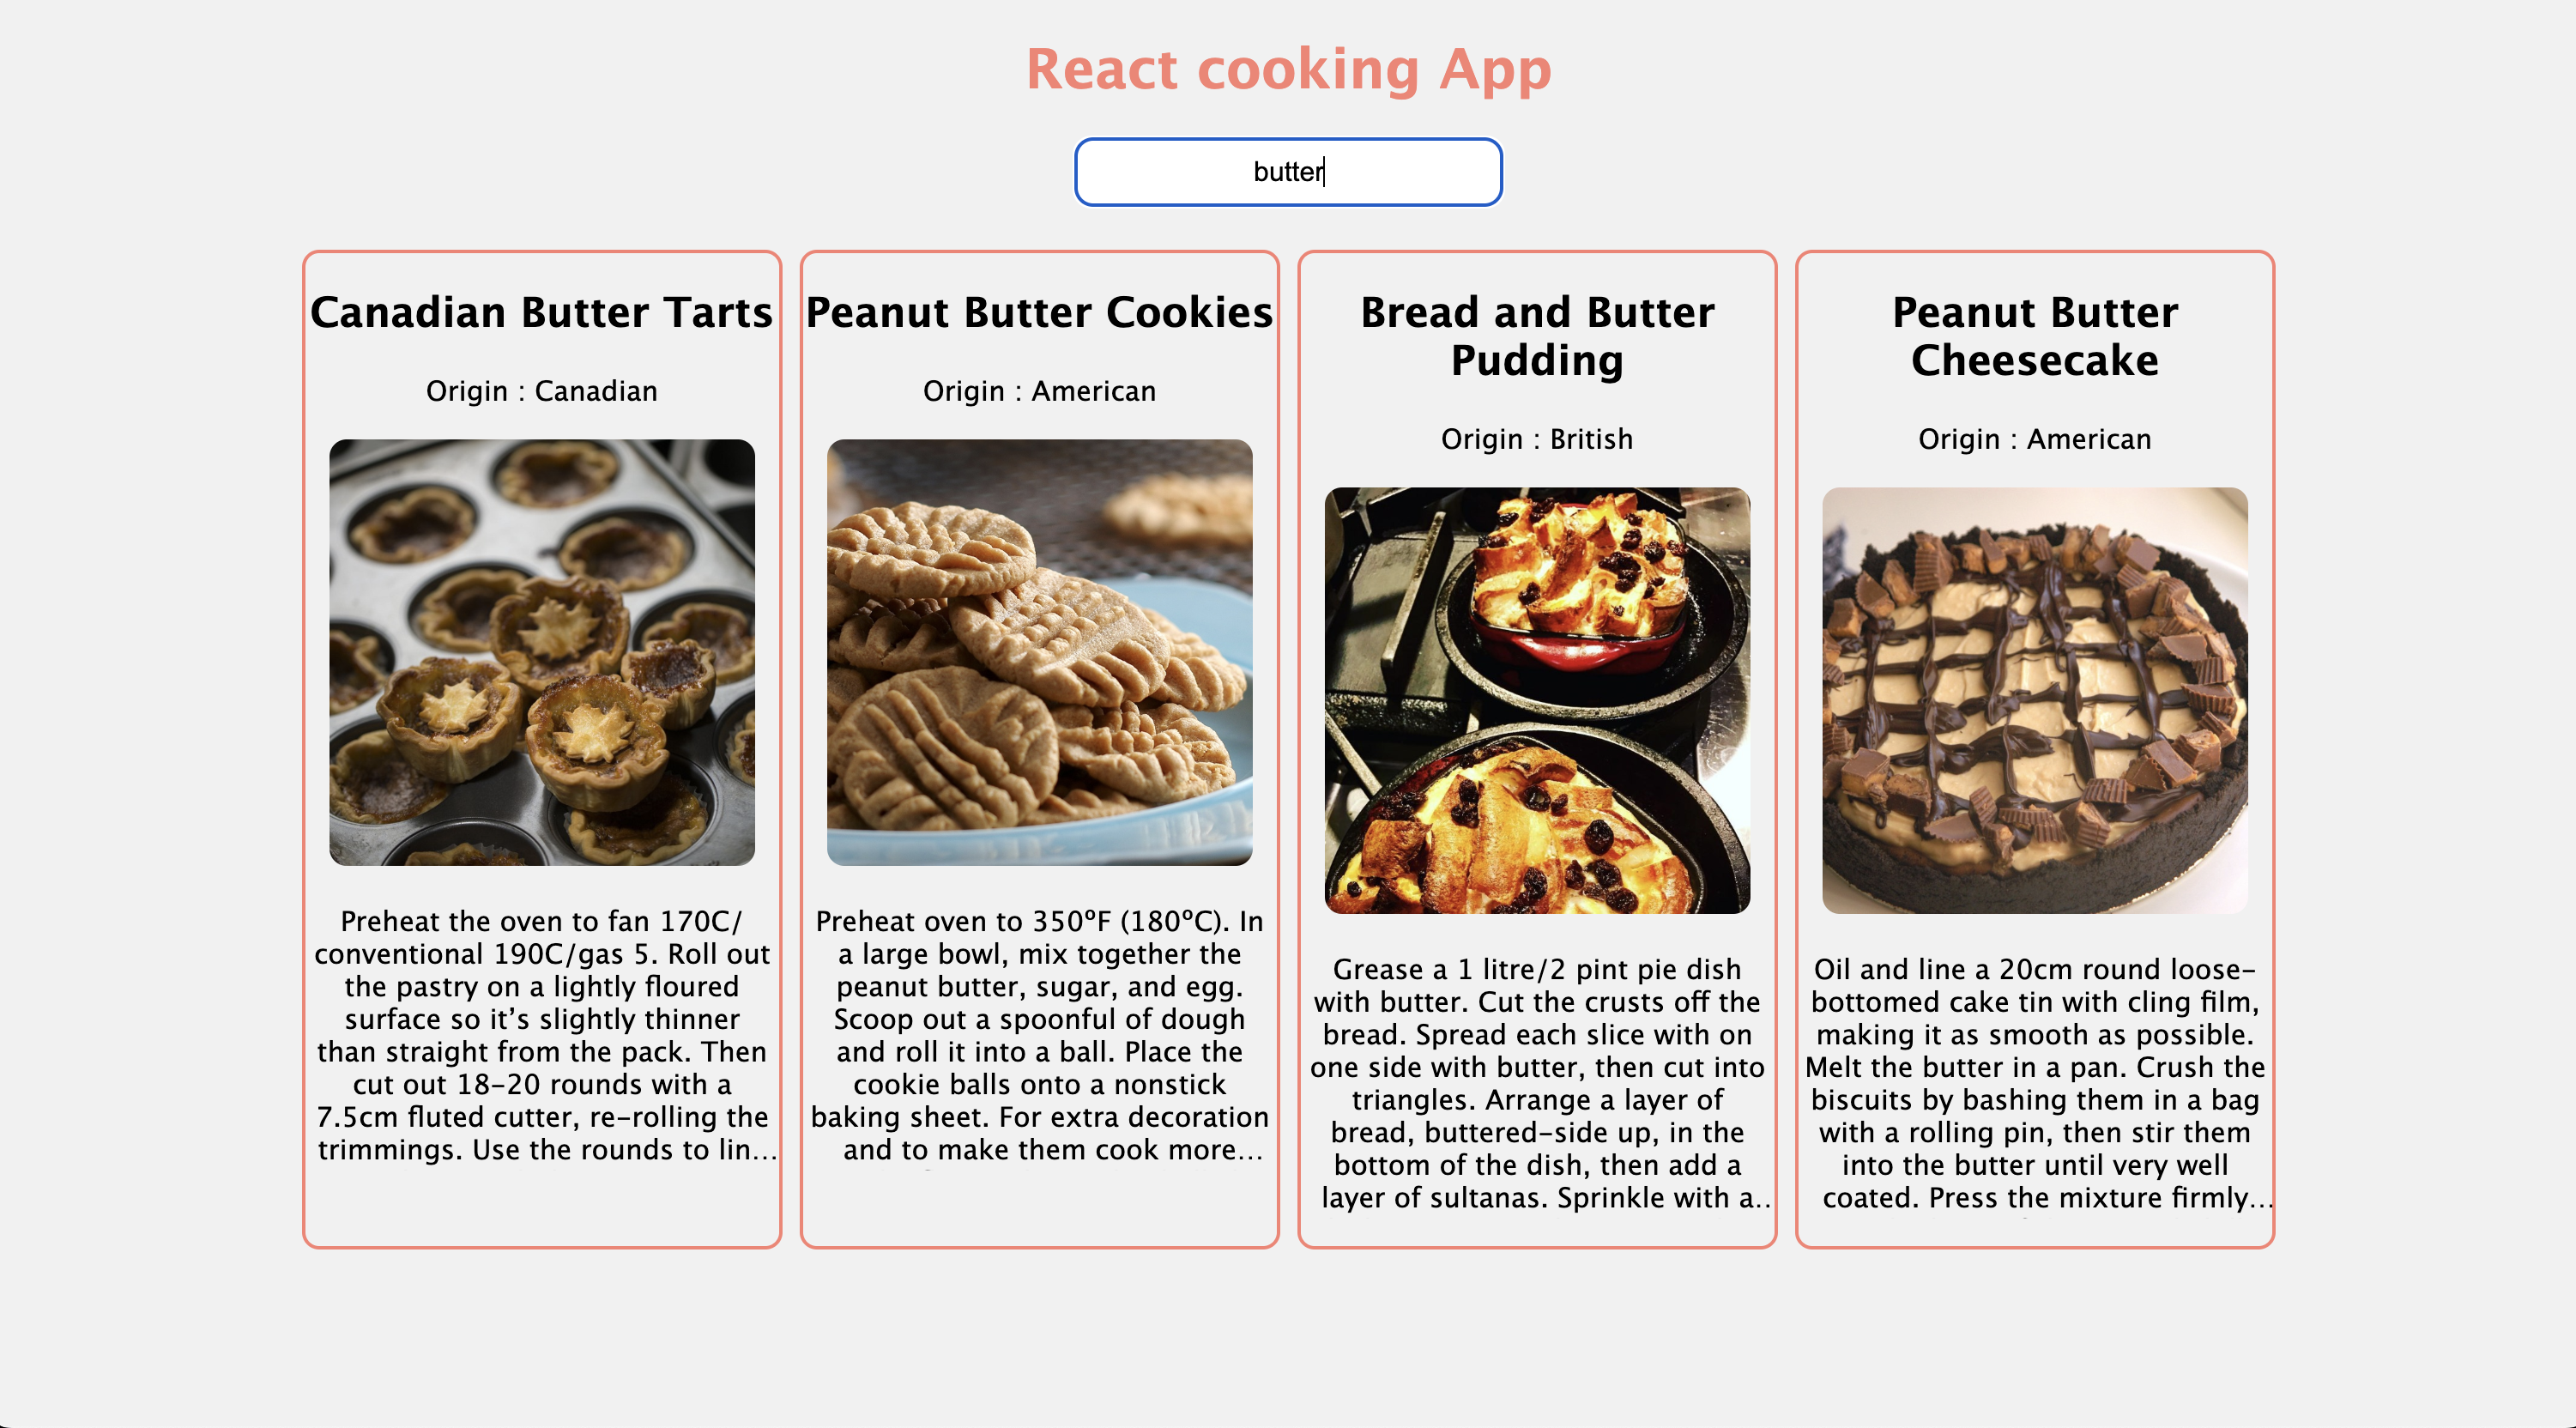 React cooking App
butter
Canadian Butter Tarts
Origin : Canadian
Preheat the oven to fan 170C/
conventional 190C/gas 5. Roll out
the pastry on a lightly floured
surface so it’s slightly thinner
than straight from the pack. Then
cut out 18-20 rounds with a
7.5cm fluted cutter, re-rolling the
trimmings. Use the rounds to lin...
Peanut Butter Cookies
Origin : American
Preheat oven to 350ºF (180ºC). In
a large bowl, mix together the
peanut butter, sugar, and egg.
Scoop out a spoonful of dough
and roll it into a ball. Place the
cookie balls onto a nonstick
baking sheet. For extra decoration
and to make them cook more...
Bread and Butter
Pudding
Origin : British
Grease a 1 litre/2 pint pie dish
with butter. Cut the crusts off the
bread. Spread each slice with on
one side with butter, then cut into
triangles. Arrange a layer of
bread, buttered-side up, in the
bottom of the dish, then add a
layer of sultanas. Sprinkle with a..
Peanut Butter
Cheesecake
Origin : American
Oil and line a 20cm round loose-
bottomed cake tin with cling film,
making it as smooth as possible.
Melt the butter in a pan. Crush the
biscuits by bashing them in a bag
with a rolling pin, then stir them
into the butter until very well
coated. Press the mixture firmly...